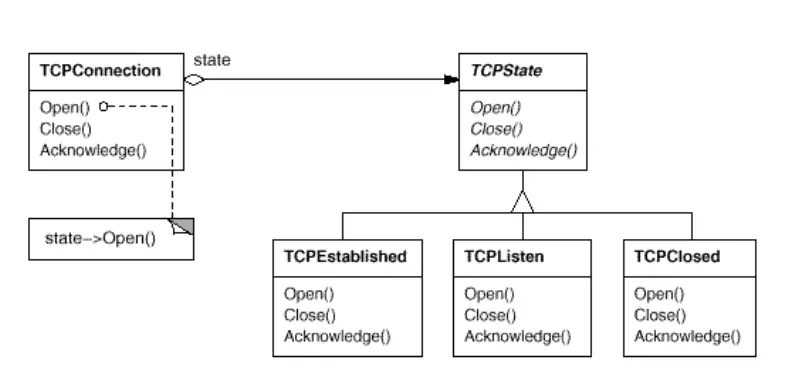 state
TCPConnection
Open()
Close()
Acknowledge()
state->Open()
TCPState
Open()
Close()
Acknowledge()
TCPEstablished
Open()
Close()
Acknowledge()
TCPListen
Open()
Close()
Acknowledge()
TCPClosed
Open()
Close()
Acknowledge()